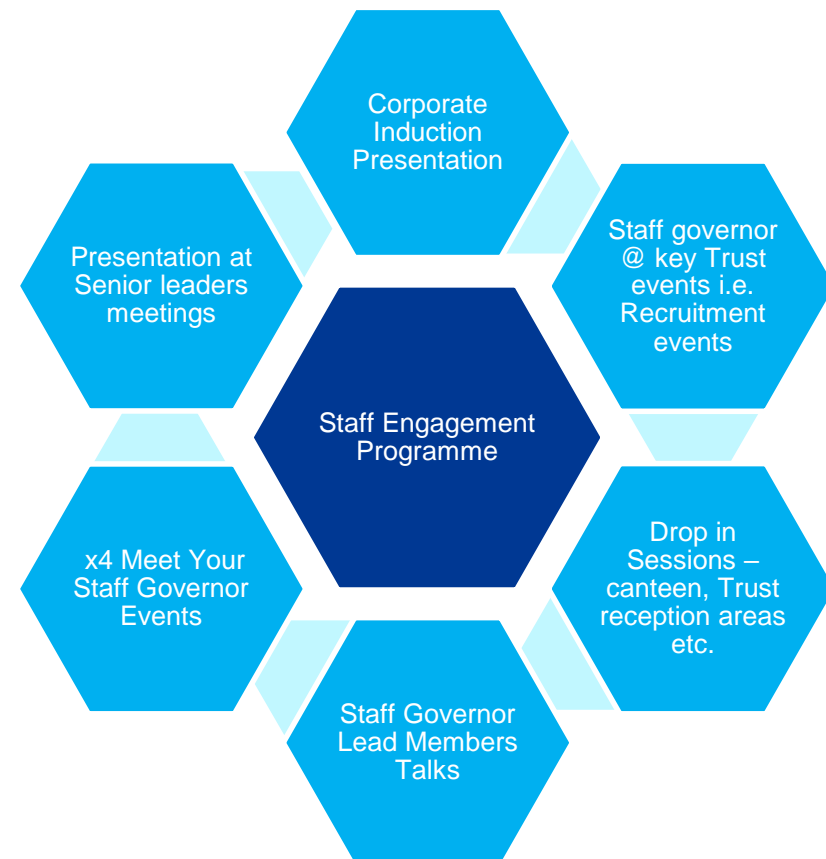 Corporate
Induction
Presentation
Staff governor
@ key Trust
events i.e.
Recruitment
events
Presentation at
Senior leaders
meetings
Staff Engagement
Programme
Drop in
Sessions –
canteen, Trust
reception areas
etc.
x4 Meet Your
Staff Governor
Events
Staff Governor
Lead Members
Talks